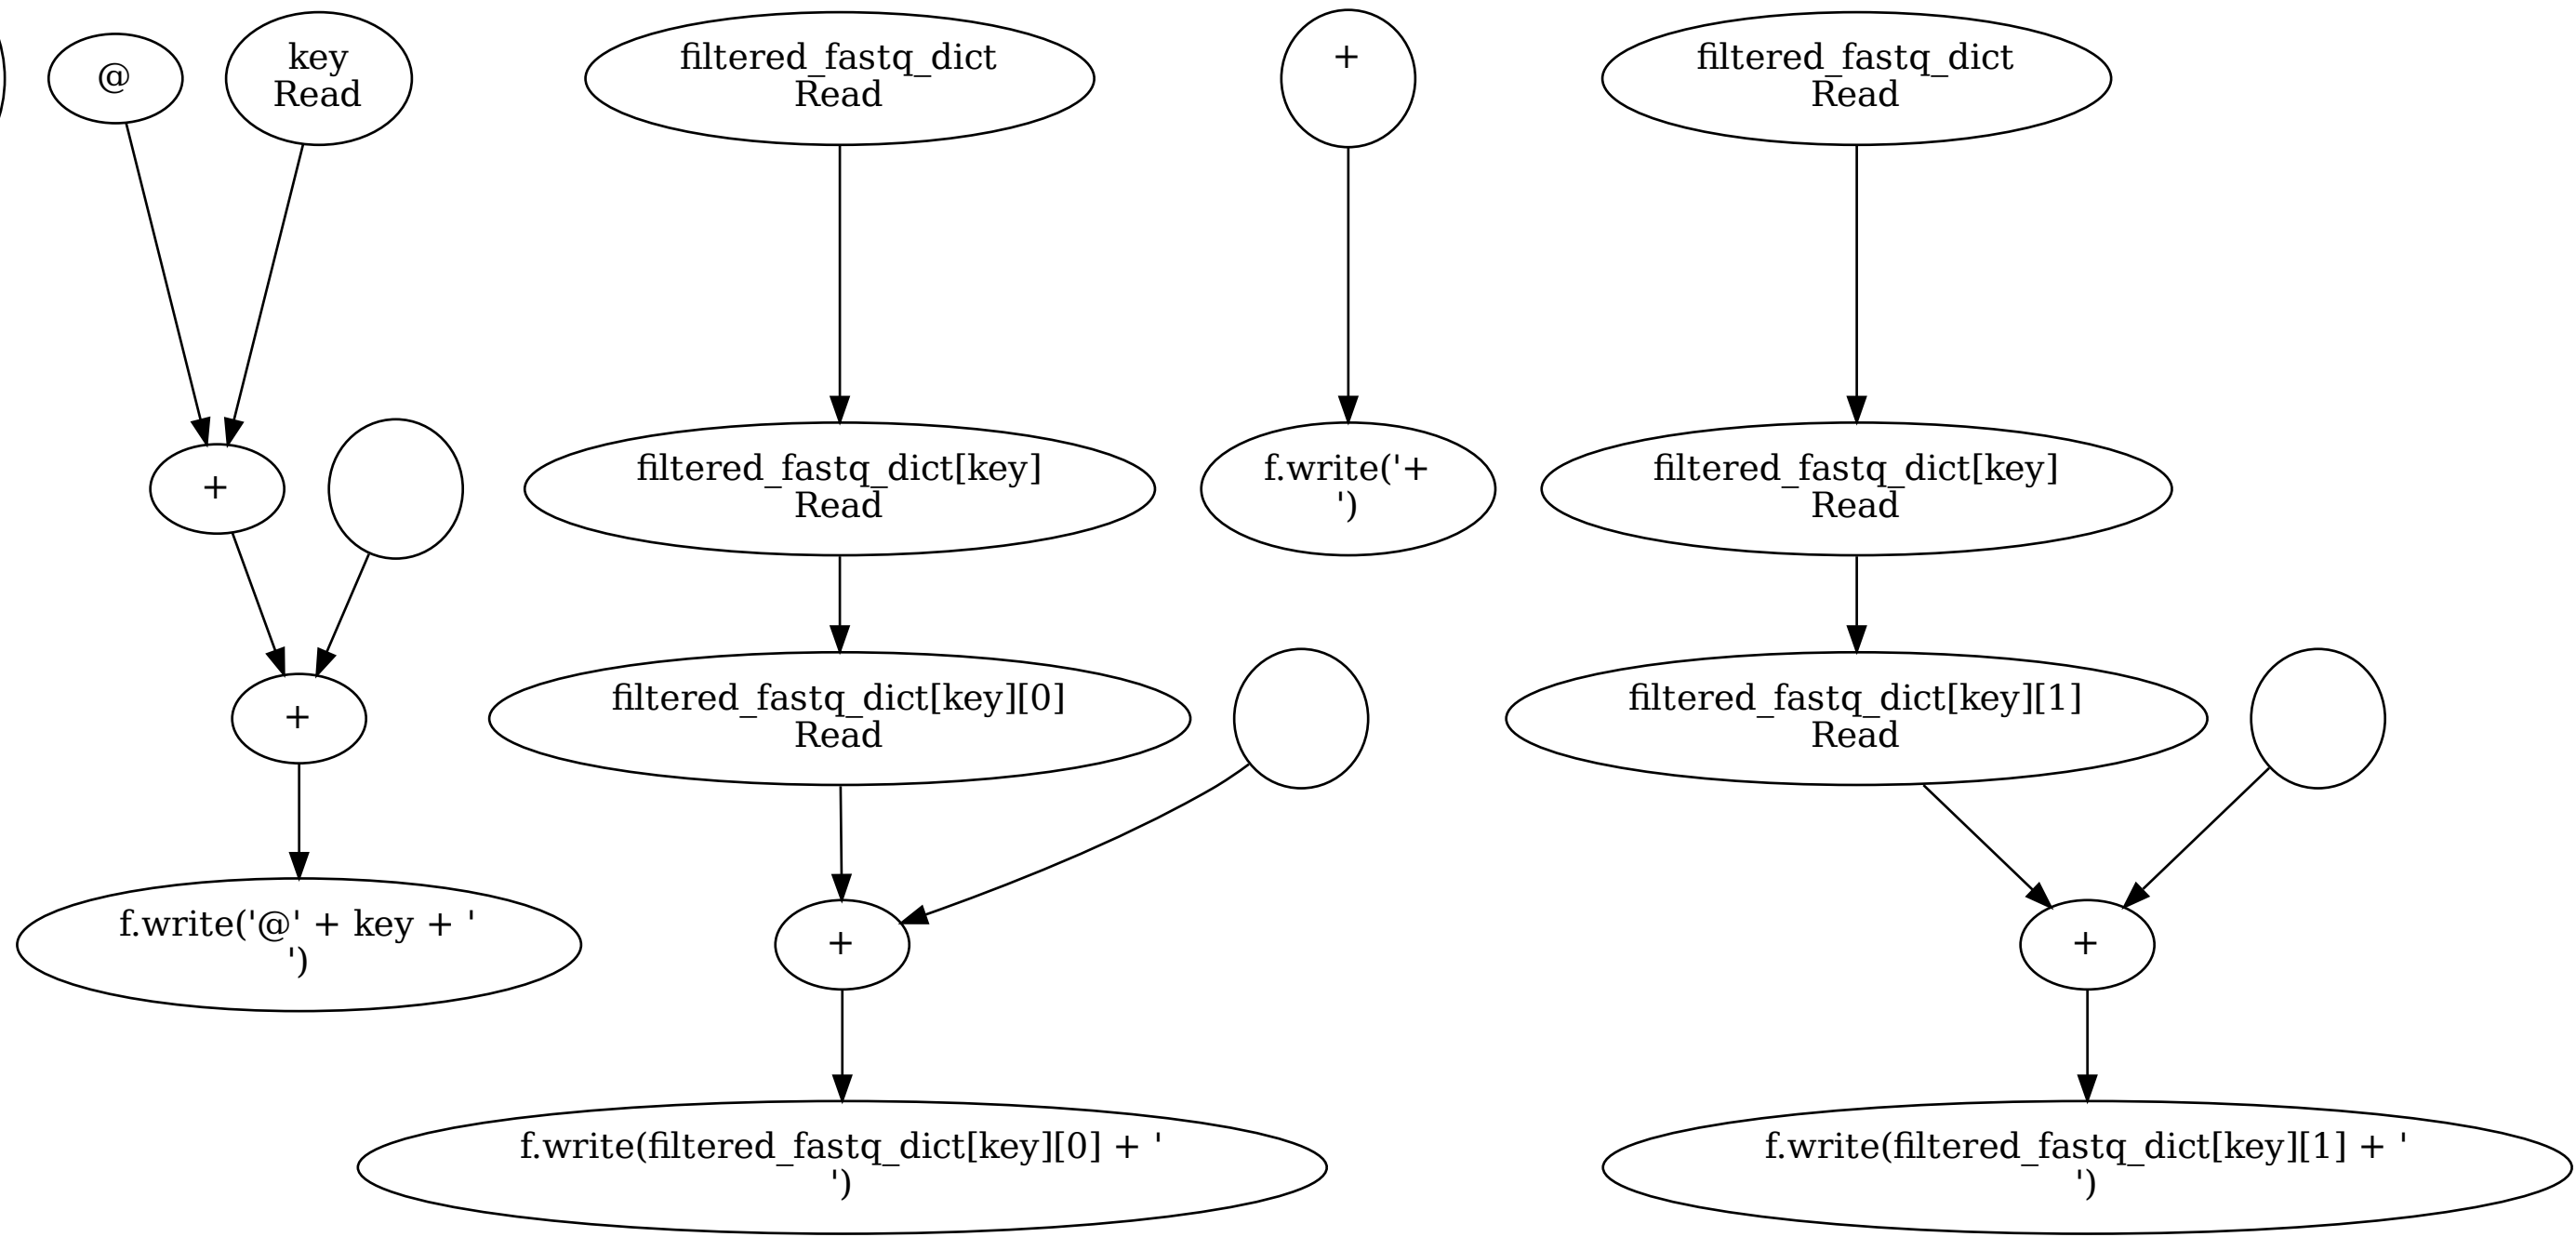 @
key
Read
filtered_fastq_dict
Read
+
filtered_fastq_dict
Read
+
filtered_fastq_dict[key]
Read
f.write('+
')
filtered_fastq_dict[key]
Read
+
filtered_fastq_dict[key][0]
Read
filtered_fastq_dict[key][1]
Read
f.write('@' + key + '
')
+
+
f.write(filtered_fastq_dict[key][0] + '
')
f.write(filtered_fastq_dict[key][1] + '
')